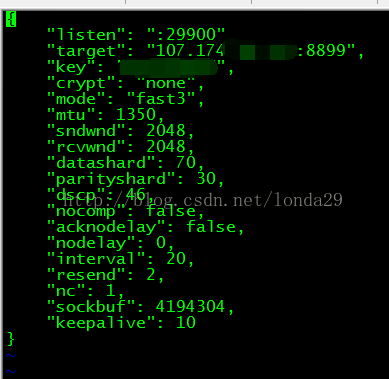 {
"listen": ":29900"
"target": "107.174 :8899",
"key": " ",
"crypt": "none",
"mode": "fast3",
"mtu": 1350,
"sndwnd": 2048,
"rcvwnd": 2048,
"datashard": 70,
"parityshard": 30,
"dscp": 46,
http://blog.csdn.net/londa29
"nocomp": false,
"acknodelay": false,
"nodelay": 0,
"interval": 20,
"resend": 2,
"nc": 1,
"sockbuf": 4194304,
"keepalive": 10
}
~
~